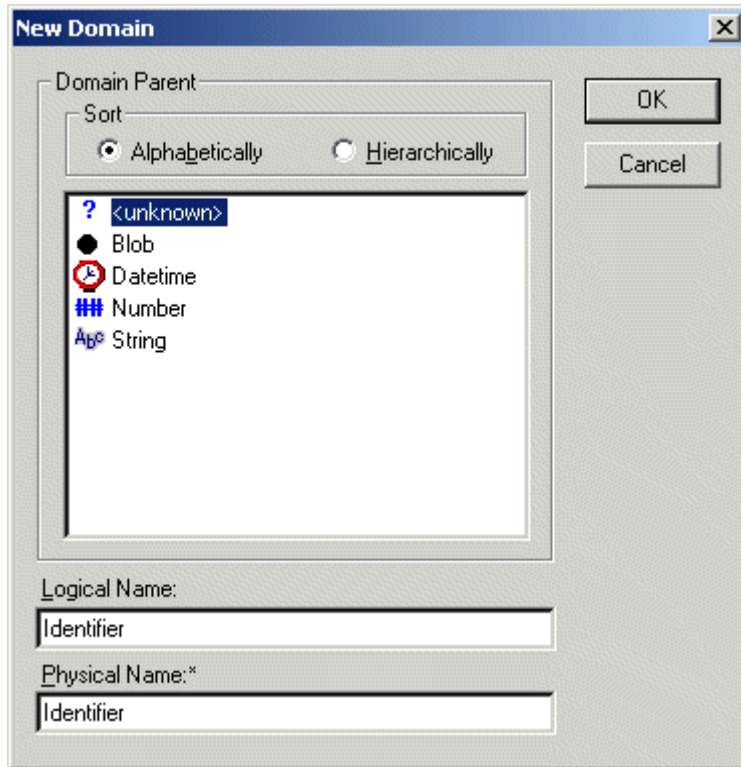 New Domain
Domain Parent
OK
Sort
Alphabetically Hierarchically
Cancel
? <unknown>
Blob
Datetime
## Number
Abc String
Logical Name:
Identifier
Physical Name:*
Identifier